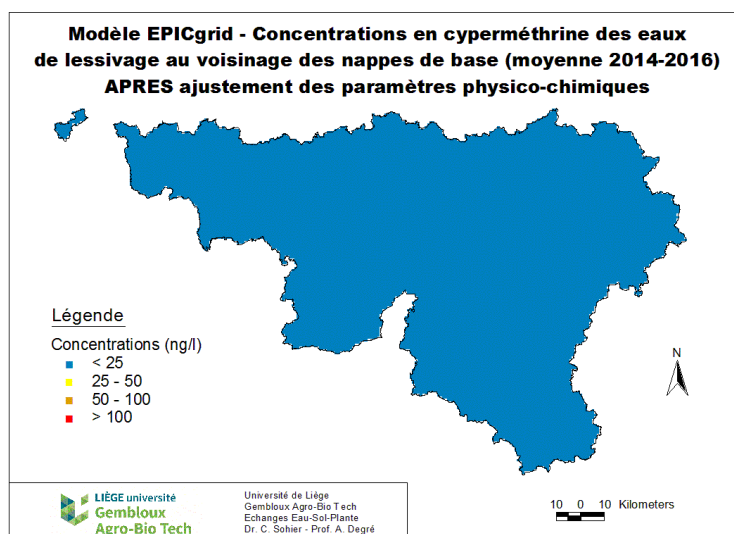 Modèle EPICgrid - Concentrations en cyperméthrine des eaux
de lessivage au voisinage des nappes de base (moyenne 2014-2016)
APRES ajustement des paramètres physico-chimiques
Légende
Concentrations (ng/l)
< 25
25 - 50
50 - 100
> 100
N
10 0 10 Kilometers
LIÈGE université
Gembloux
Agro-Bio Tech
Université de Liège
Gembloux Agro-Bio Tech
Echanges Eau-Sol-Plante
Dr. C. Sohier - Prof. A. Degré